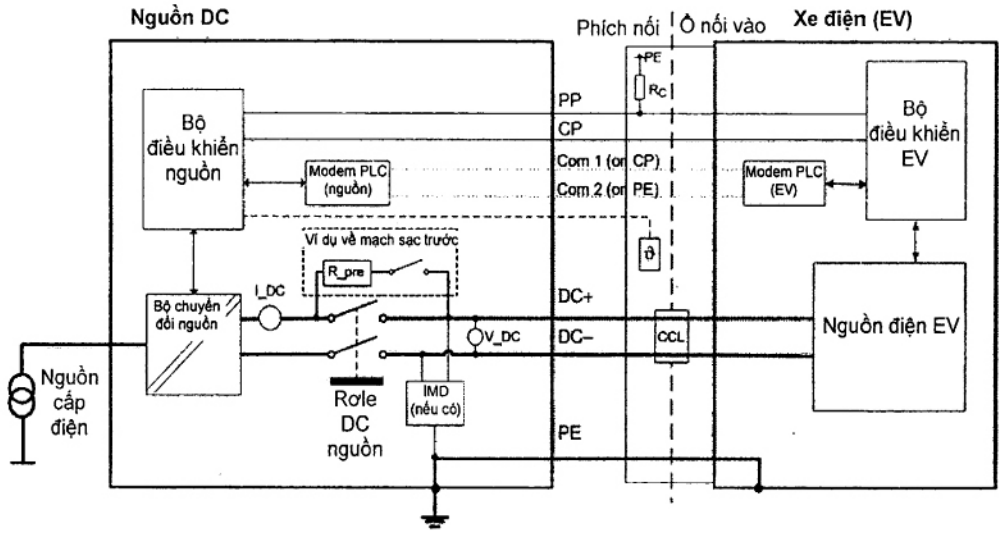 Nguồn DC
Phích nối
Ổ nối vào
Xe điện (EV)
PE
RC
PP
CP
Bộ
điều khiển
nguồn
Bộ
điều khiển
EV
Com 1 (on CP)
Com 2 (on PE)
Modem PLC
(nguồn)
Modem PLC
(EV)
Ví dụ về mạch sạc trước
R_pre
ϑ
I_DC
DC+
Bộ chuyển
đổi nguồn
V_DC
DC–
CCL
Nguồn điện EV
Nguồn
cấp
điện
Rơle
DC
nguồn
IMD
(nếu có)
PE